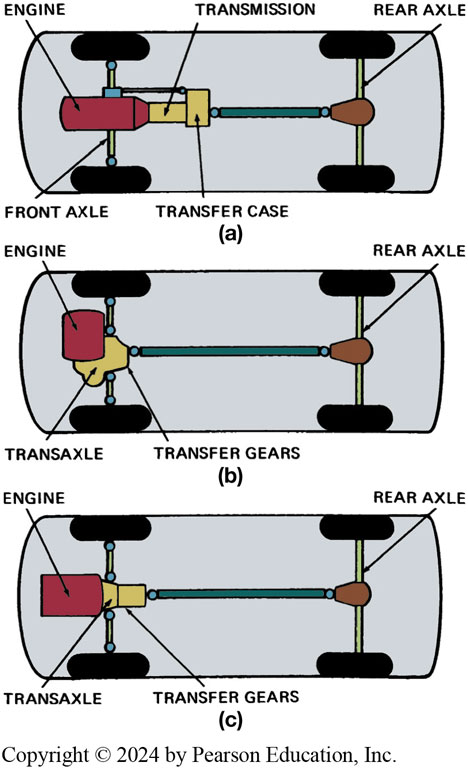 ENGINE TRANSMISSION REAR AXLE
FRONT AXLE TRANSFER CASE
(a)
ENGINE REAR AXLE
TRANSAXLE TRANSFER GEARS
(b)
ENGINE REAR AXLE
TRANSAXLE TRANSFER GEARS
(c)
Copyright © 2024 by Pearson Education, Inc.